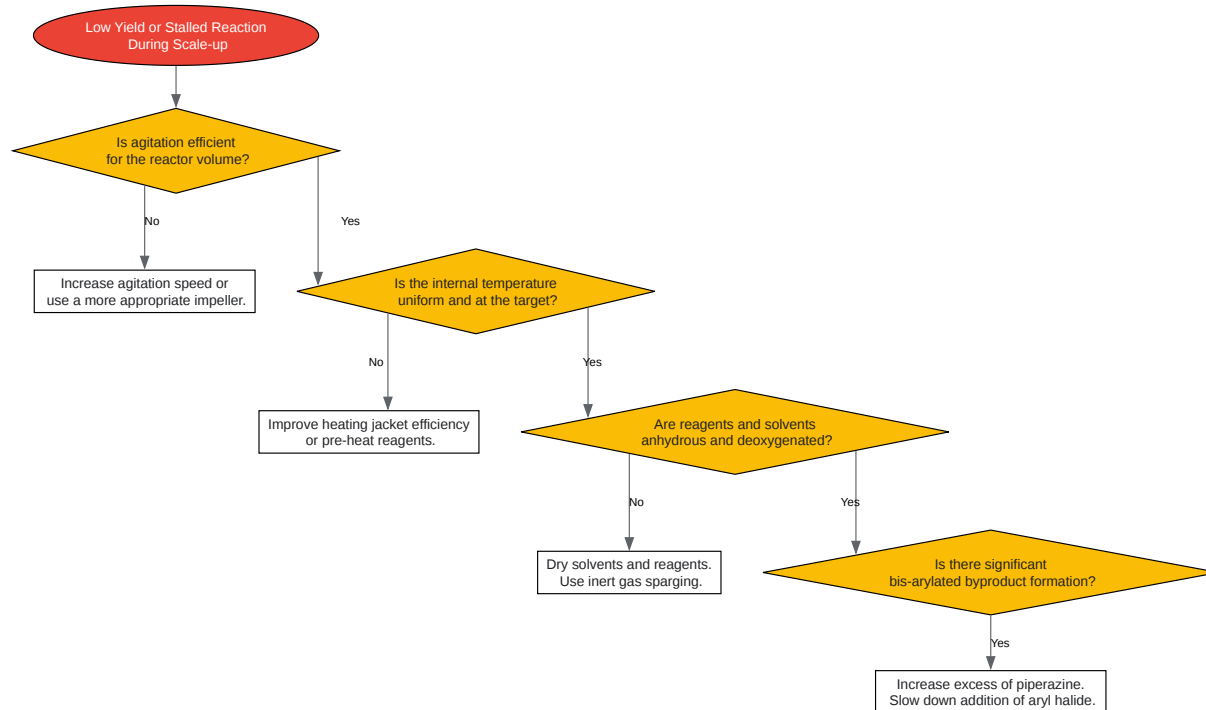 Low Yield or Stalled Reaction
During Scale-up
Is agitation efficient
for the reactor volume?
No
Yes
Increase agitation speed or
use a more appropriate impeller.
Is the internal temperature
uniform and at the target?
No
Yes
Improve heating jacket efficiency
or pre-heat reagents.
Are reagents and solvents
anhydrous and deoxygenated?
No
Yes
Dry solvents and reagents.
Use inert gas sparging.
Is there significant
bis-arylated byproduct formation?
Yes
Increase excess of piperazine.
Slow down addition of aryl halide.